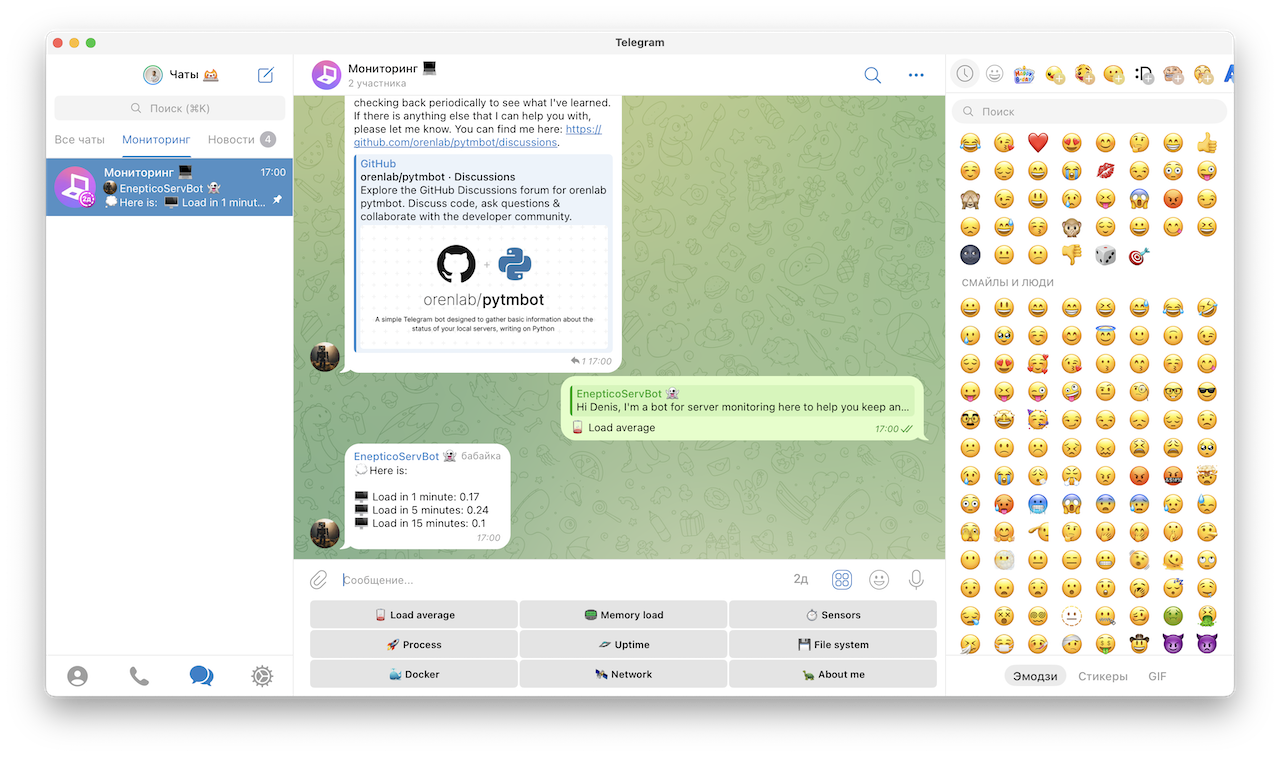 Telegram
Чаты
Поиск (⌘K)
Все чаты
Мониторинг
Новости 4
Мониторинг 17:00
EnepticoServBot
Here is: Load in 1 minut...
Мониторинг
2 участника
checking back periodically to see what I've learned.
If there is anything else that I can help you with,
please let me know. You can find me here: https://
github.com/orenlab/pytmbot/discussions.
GitHub
orenlab/pytmbot · Discussions
Explore the GitHub Discussions forum for orenlab
pytmbot. Discuss code, ask questions &
collaborate with the developer community.
orenlab/pytmbot
A simple Telegram bot designed to gather basic information about the
status of your local servers, writing on Python
1 17:00
EnepticoServBot
Hi Denis, I'm a bot for server monitoring here to help you keep an...
Load average
17:00
EnepticoServBot бабайка
Here is:
Load in 1 minute: 0.17
Load in 5 minutes: 0.24
Load in 15 minutes: 0.1
17:00
Сообщение...
2д
Load average
Memory load
Sensors
Process
Uptime
File system
Docker
Network
About me
Поиск
СМАЙЛЫ И ЛЮДИ
Эмодзи
Стикеры
GIF